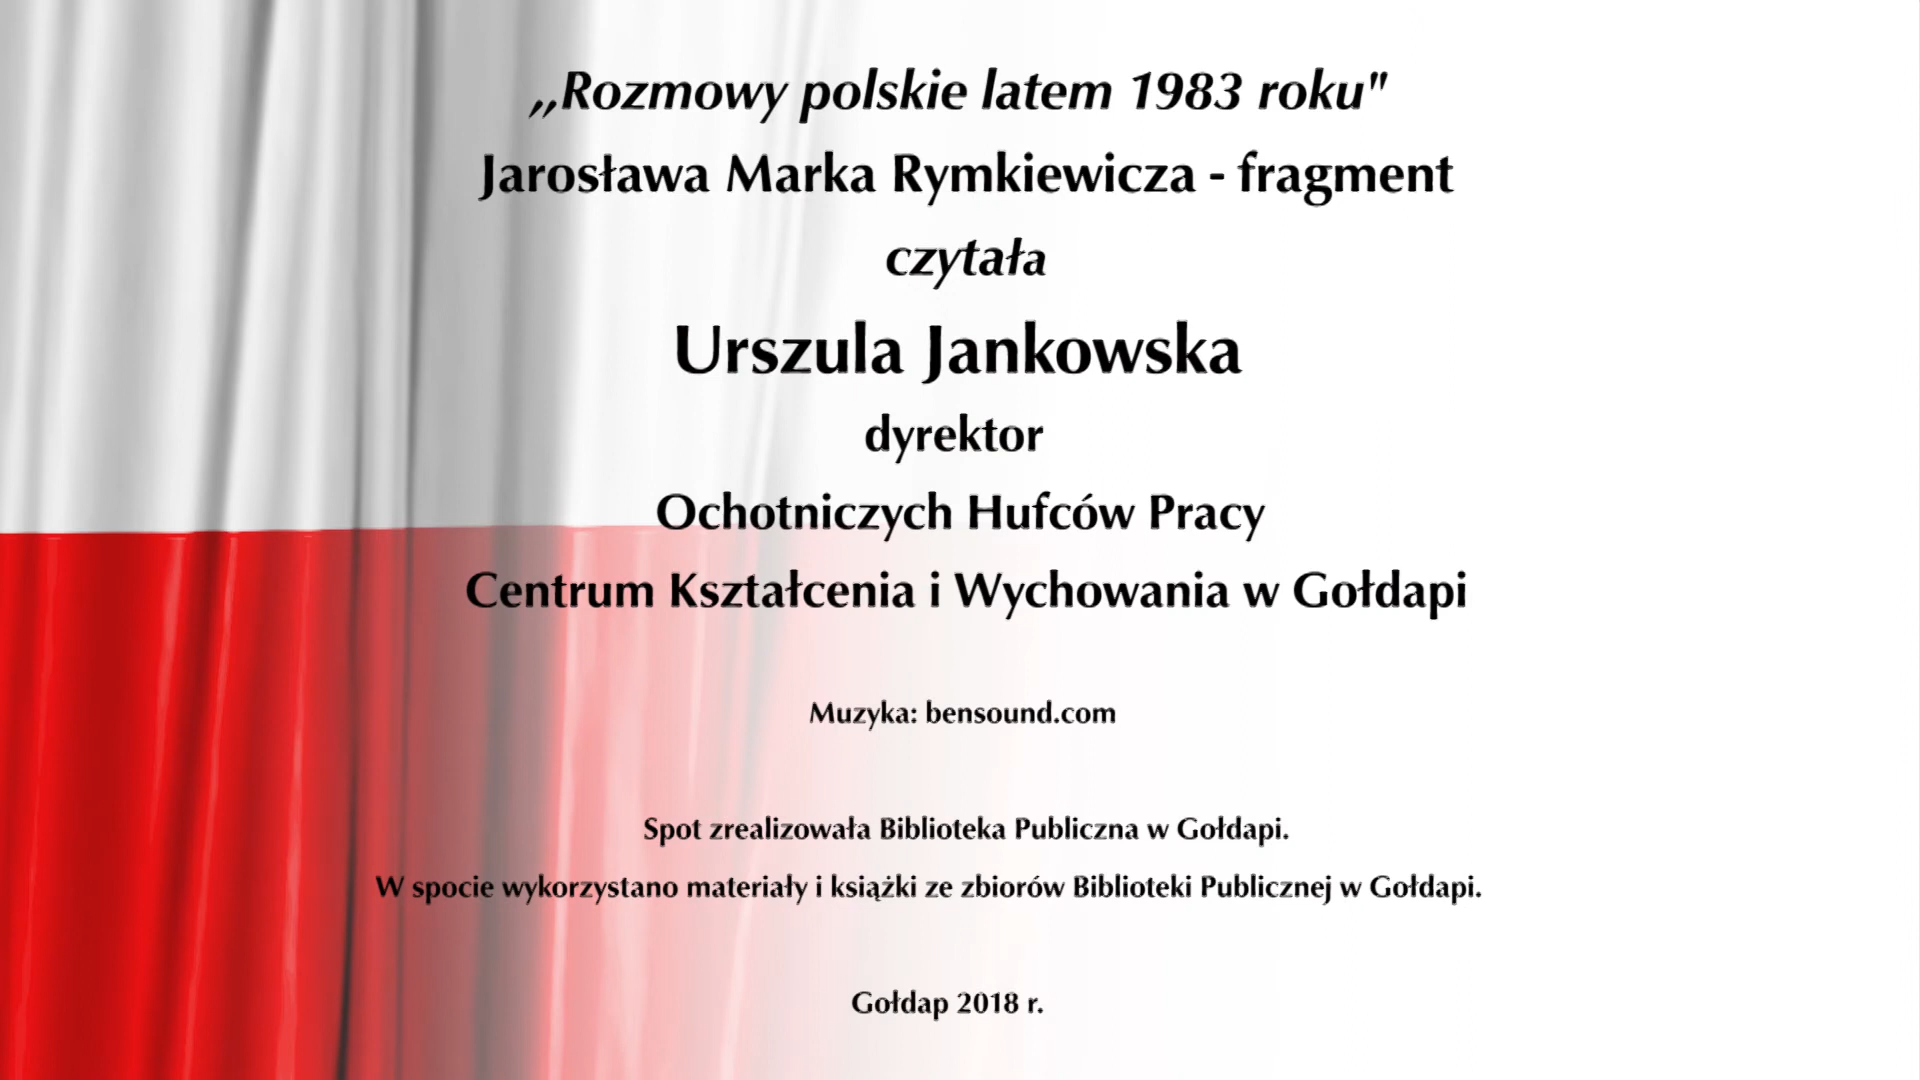 ,,Rozmowy polskie latem 1983 roku"
Jarosława Marka Rymkiewicza - fragment
czytała
Urszula Jankowska
dyrektor
Ochotniczych Hufców Pracy
Centrum Kształcenia i Wychowania w Gołdapi
Muzyka: bensound.com
Spot zrealizowała Biblioteka Publiczna w Gołdapi.
W spocie wykorzystano materiały i książki ze zbiorów Biblioteki Publicznej w Gołdapi.
Gołdap 2018 r.